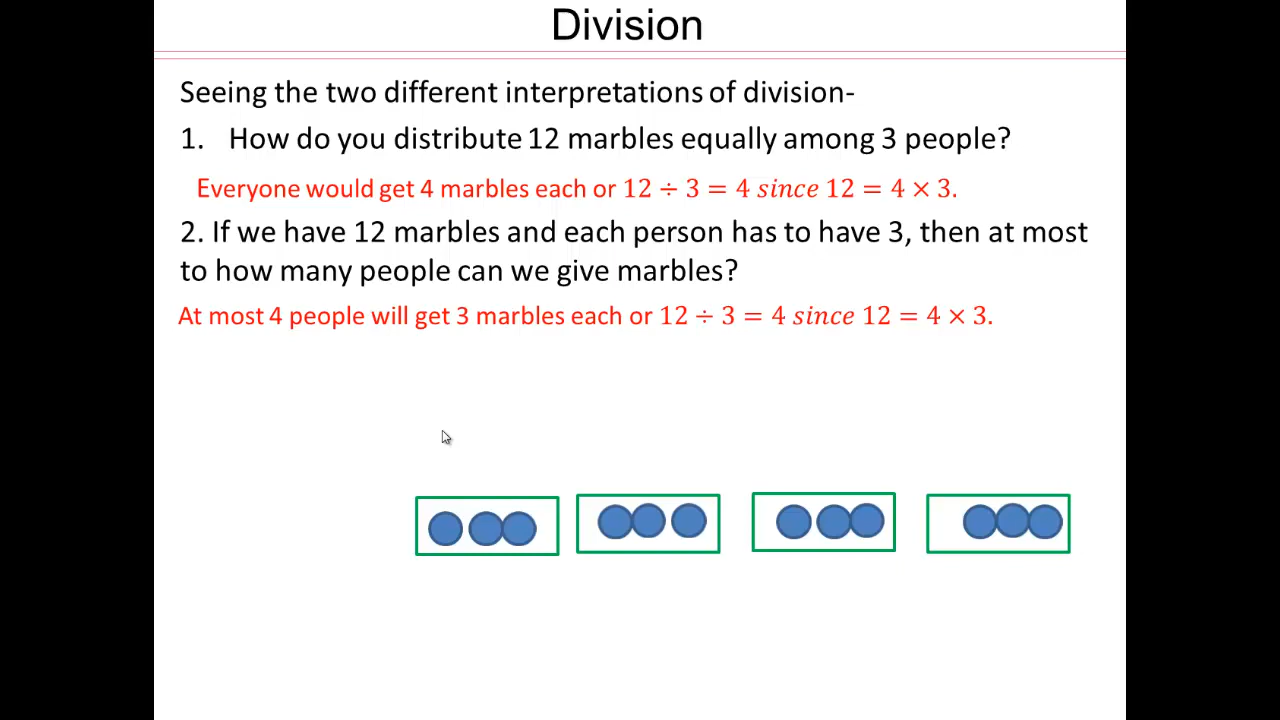 Division
Seeing the two different interpretations of division-
1. How do you distribute 12 marbles equally among 3 people?
Everyone would get 4 marbles each or 12 ÷ 3 = 4 since 12 = 4 × 3.
2. If we have 12 marbles and each person has to have 3, then at most
to how many people can we give marbles?
At most 4 people will get 3 marbles each or 12 ÷ 3 = 4 since 12 = 4 × 3.